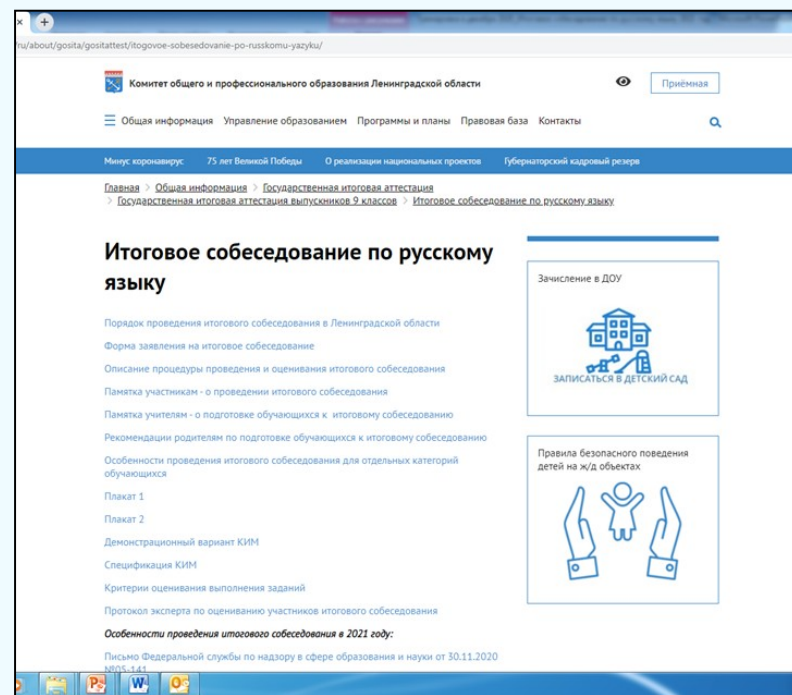 ru/about/gosita/gositattest/itogovoe-sobesedovanie-po-russkomu-yazyku/
Комитет общего и профессионального образования Ленинградской области
Приёмная
Общая информация Управление образованием Программы и планы Правовая база Контакты
Минус коронавирус 75 лет Великой Победы О реализации национальных проектов Губернаторский кадровый резерв
Главная > Общая информация > Государственная итоговая аттестация
> Государственная итоговая аттестация выпускников 9 классов > Итоговое собеседование по русскому языку
Итоговое собеседование по русскому
языку
Порядок проведения итогового собеседования в Ленинградской области
Форма заявления на итоговое собеседование
Описание процедуры проведения и оценивания итогового собеседования
Памятка участникам - о проведении итогового собеседования
Памятка учителям - о подготовке обучающихся к итоговому собеседованию
Рекомендации родителям по подготовке обучающихся к итоговому собеседованию
Особенности проведения итогового собеседования для отдельных категорий
обучающихся
Плакат 1
Плакат 2
Демонстрационный вариант КИМ
Спецификация КИМ
Критерии оценивания выполнения заданий
Протокол эксперта по оцениванию участников итогового собеседования
Особенности проведения итогового собеседования в 2021 году:
Письмо Федеральной службы по надзору в сфере образования и науки от 30.11.2020
№05-141
Зачисление в ДОУ
ЗАПИСАТЬСЯ В ДЕТСКИЙ САД
Правила безопасного поведения
детей на ж/д объектах